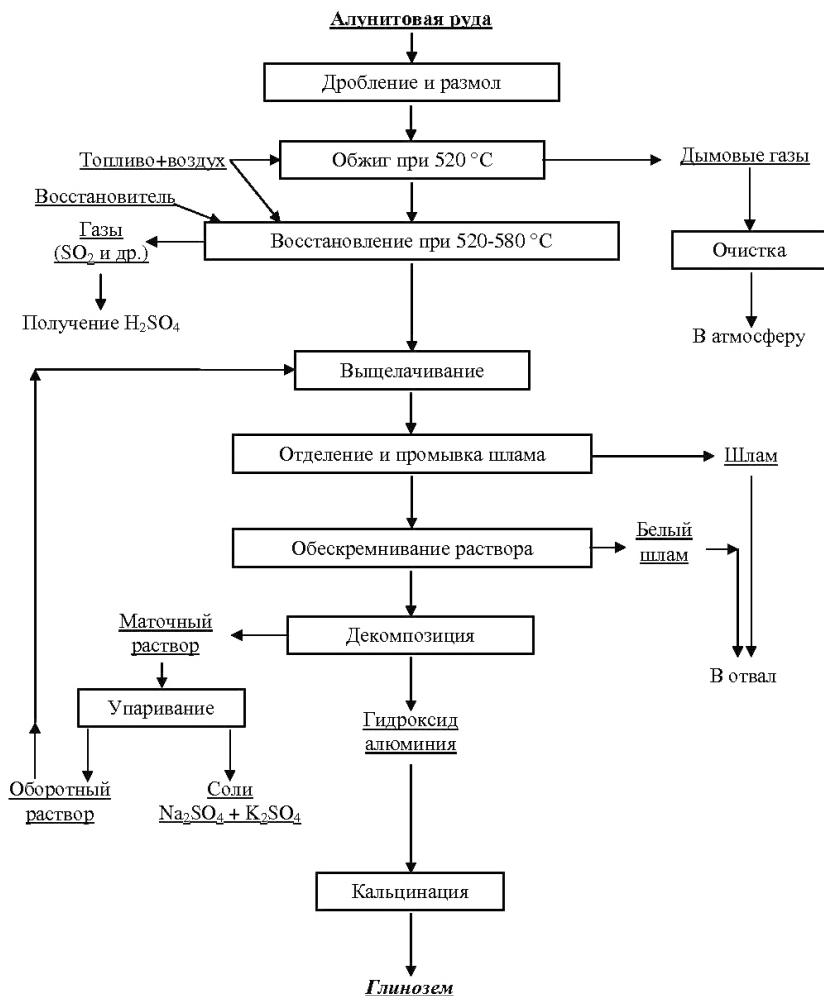 Алунитовая руда
Дробление и размол
Топливо+воздух
Обжиг при 520 °С
Дымовые газы
Восстановитель
Газы
(SO₂ и др.)
Восстановление при 520-580 °С
Очистка
Получение H₂SO₄
В атмосферу
Выщелачивание
Отделение и промывка шлама
Шлам
Обескремнивание раствора
Белый
шлам
Маточный
раствор
Декомпозиция
В отвал
Упаривание
Гидроксид
алюминия
Оборотный
раствор
Соли
Na₂SO₄ + K₂SO₄
Кальцинация
Глинозем